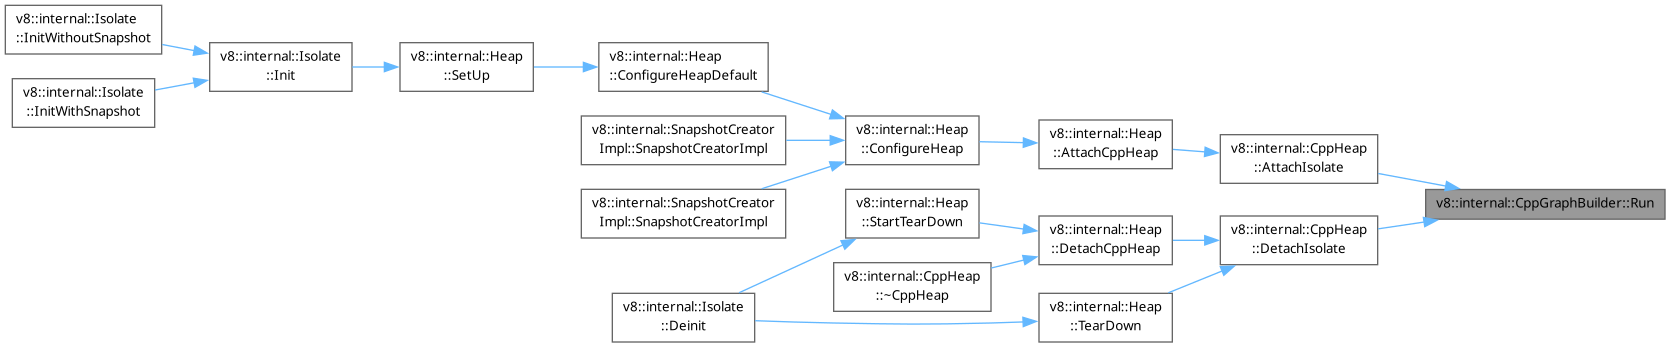 v8::internal::Isolate
::InitWithoutSnapshot
v8::internal::Isolate
::InitWithSnapshot
v8::internal::Isolate
::Init
v8::internal::Heap
::SetUp
v8::internal::Heap
::ConfigureHeapDefault
v8::internal::SnapshotCreator
Impl::SnapshotCreatorImpl
v8::internal::SnapshotCreator
Impl::SnapshotCreatorImpl
v8::internal::Isolate
::Deinit
v8::internal::Heap
::ConfigureHeap
v8::internal::Heap
::StartTearDown
v8::internal::CppHeap
::~CppHeap
v8::internal::Heap
::AttachCppHeap
v8::internal::Heap
::DetachCppHeap
v8::internal::Heap
::TearDown
v8::internal::CppHeap
::AttachIsolate
v8::internal::CppHeap
::DetachIsolate
v8::internal::CppGraphBuilder::Run